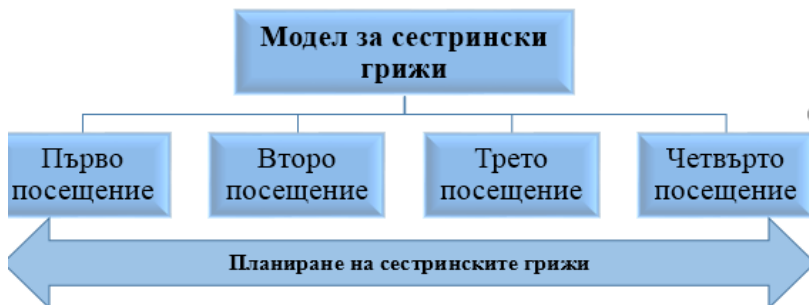 Модел за сестрински
грижи
Първо
посещение
Второ
посещение
Трето
посещение
Четвърто
посещение
Планиране на сестринските грижи